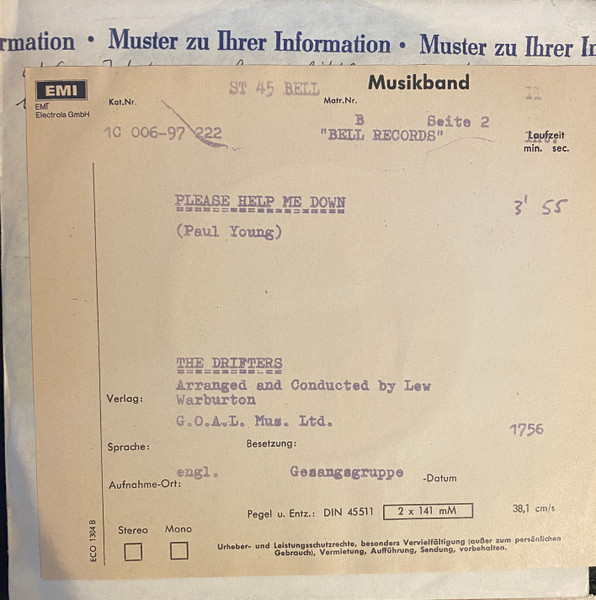 rmation • Muster zu Ihrer Information • Muster zu Ihrer In
EMI
EMI
Electrola GmbH
ST 45 BELL
Musikband
11
Kat.Nr.
Matr.Nr.
1C 006-97 222
B Seite 2
"BELL RECORDS"
Laufzeit
min. sec.
PLEASE HELP ME DOWN
3' 55
(Paul Young)
THE DRIFTERS
Arranged and Conducted by Lew
Warburton
Verlag:
G.O.A.L. Mus. Ltd.
1756
Sprache:
Besetzung:
engl.
Gesangsgruppe
-Datum
Aufnahme-Ort:
Pegel u. Entz.: DIN 45511 2 x 141 mM 38,1 cm/s
Stereo Mono
ECO 1304 B
Urheber- und Leistungsschutzrechte, besonders Vervielfältigung (außer zum persönlichen
Gebrauch), Vermietung, Aufführung, Sendung, vorbehalten.